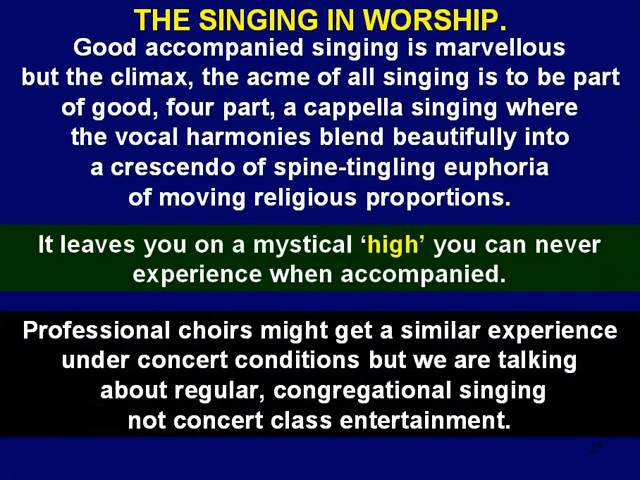 THE SINGING IN WORSHIP.
Good accompanied singing is marvellous
but the climax, the acme of all singing is to be part
of good, four part, a cappella singing where
the vocal harmonies blend beautifully into
a crescendo of spine-tingling euphoria
of moving religious proportions.
It leaves you on a mystical ‘high’ you can never
experience when accompanied.
Professional choirs might get a similar experience
under concert conditions but we are talking
about regular, congregational singing
not concert class entertainment.